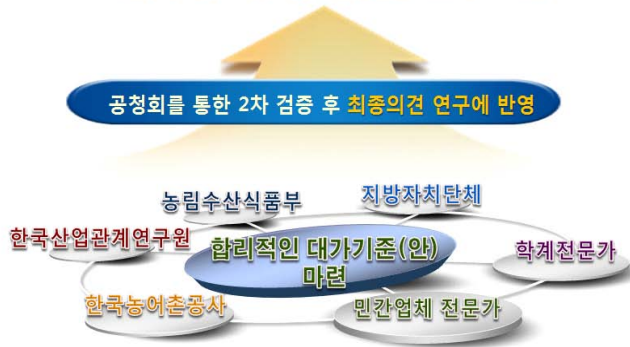 공청회를 통한 2차 검증 후 최종의견 연구에 반영
농림수산식품부
지방자치단체
한국산업관계연구원
합리적인 대가기준(안)
마련
학계전문가
한국농어촌공사
민간업체 전문가